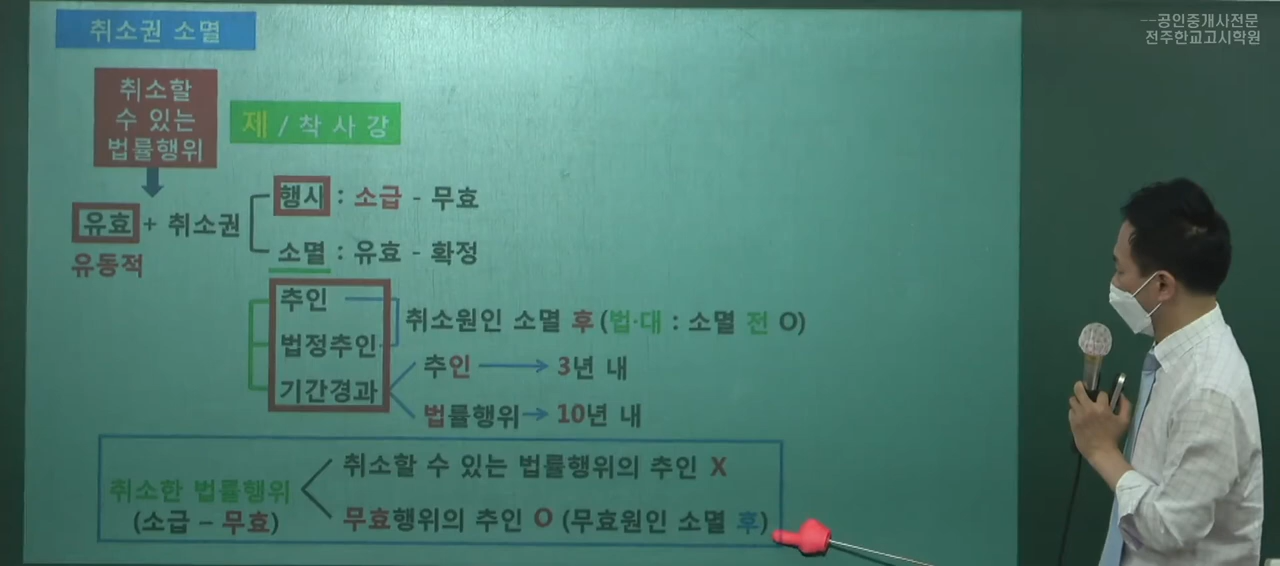 취소권 소멸
--공인중개사전문
전주한교고시학원
취소할
수 있는
법률행위
제 / 착 사 강
유효 + 취소권
유동적
행사 : 소급 - 무효
소멸 : 유효 - 확정
추인
법정추인
기간경과
취소원인 소멸 후 (법·대 : 소멸 전 O)
추인 → 3년 내
법률행위 → 10년 내
취소한 법률행위
(소급 – 무효)
취소할 수 있는 법률행위의 추인 X
무효행위의 추인 O (무효원인 소멸 후)